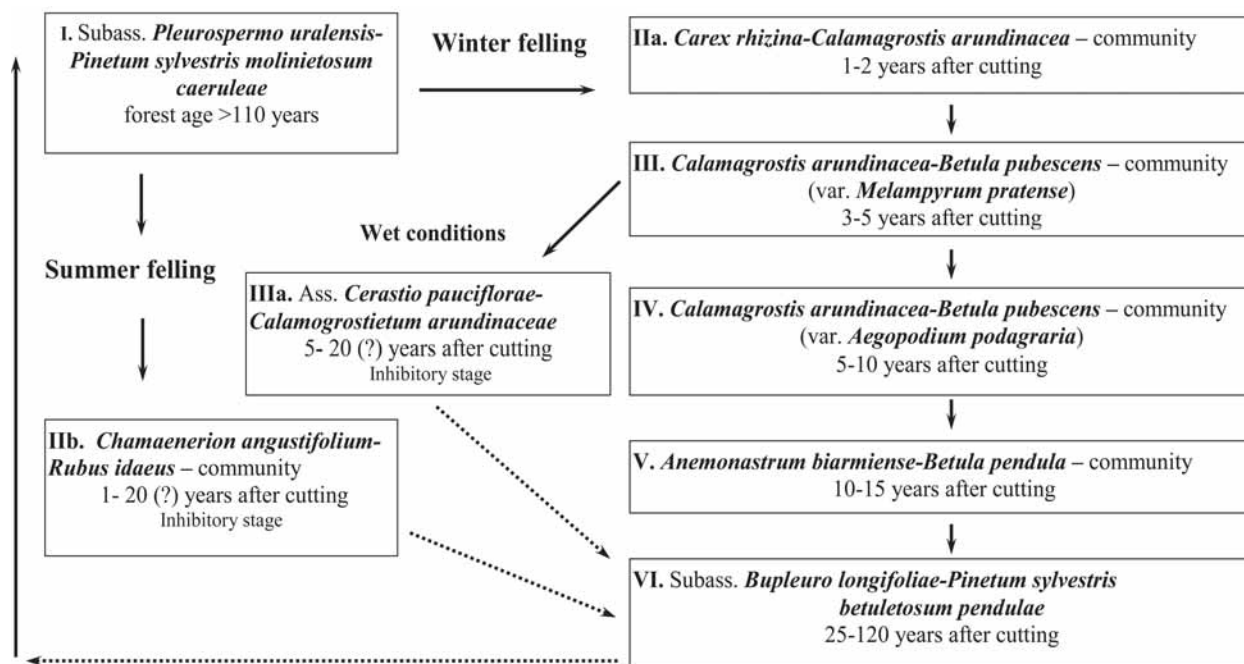 I. Subass. Pleurospermo uralensis-
Pinetum sylvestris molinietosum
caeruleae
forest age >110 years
Winter felling
IIa. Carex rhizina-Calamagrostis arundinacea – community
1-2 years after cutting
III. Calamagrostis arundinacea-Betula pubescens – community
(var. Melampyrum pratense)
3-5 years after cutting
Wet conditions
Summer felling
IIIa. Ass. Cerastio pauciflorae-
Calamogrostietum arundinaceae
5- 20 (?) years after cutting
Inhibitory stage
IV. Calamagrostis arundinacea-Betula pubescens – community
(var. Aegopodium podagraria)
5-10 years after cutting
IIb. Chamaenerion angustifolium-
Rubus idaeus – community
1- 20 (?) years after cutting
Inhibitory stage
V. Anemonastrum biarmiense-Betula pendula – community
10-15 years after cutting
VI. Subass. Bupleuro longifoliae-Pinetum sylvestris
betuletosum pendulae
25-120 years after cutting